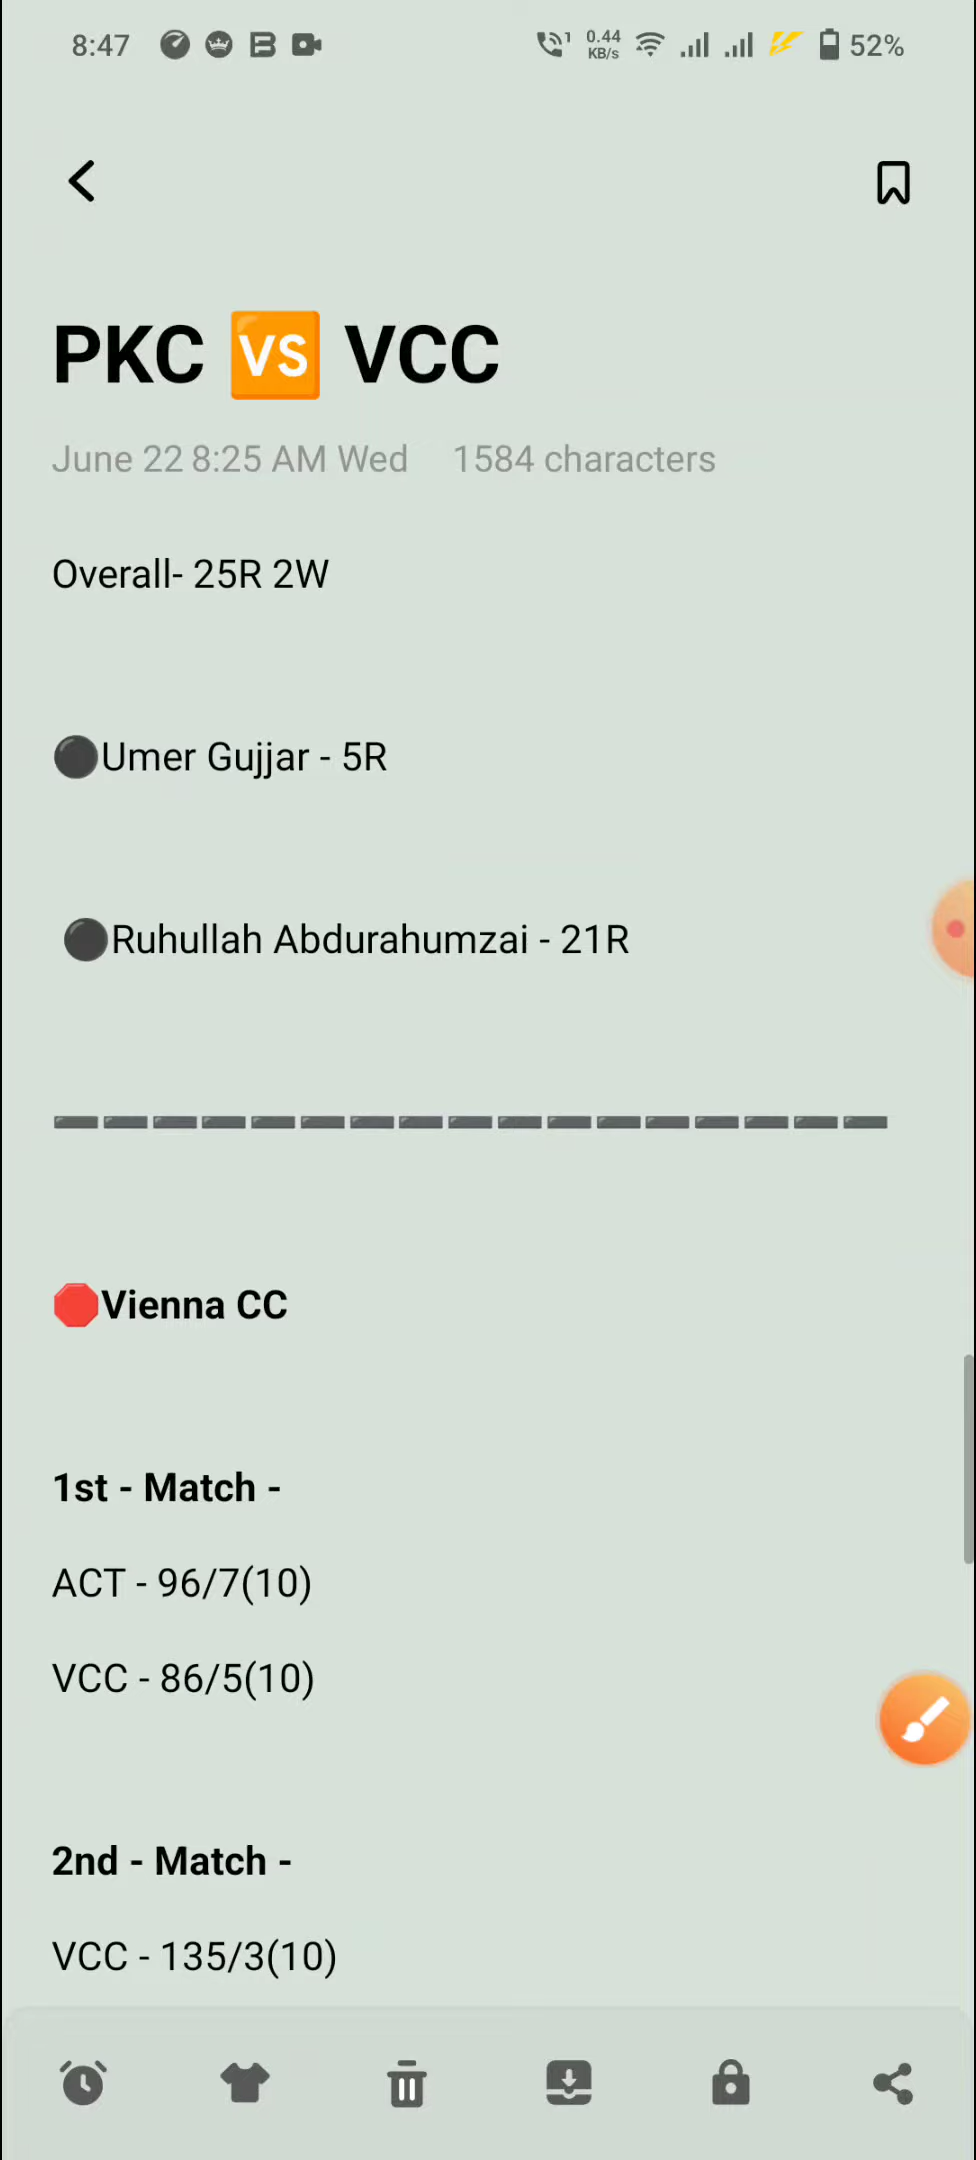 8:47 0.44 KB/s 52%
PKC VS VCC
June 22 8:25 AM Wed 1584 characters
Overall- 25R 2W
Umer Gujjar - 5R
Ruhullah Abdurahumzai - 21R
Vienna CC
1st - Match -
ACT - 96/7(10)
VCC - 86/5(10)
2nd - Match -
VCC - 135/3(10)